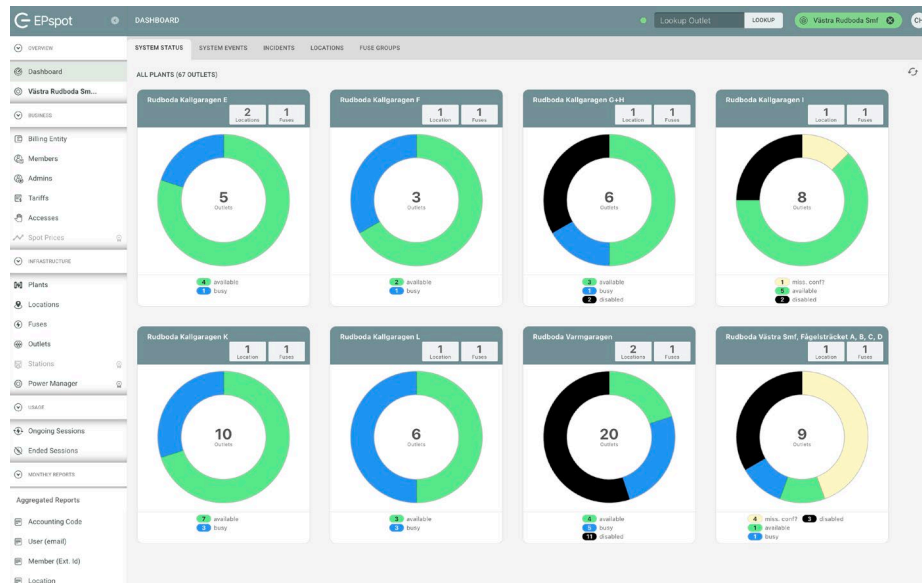 EPspot
DASHBOARD
Lookup Outlet
LOOKUP
Västra Rudboda Smf
CH
OVERVIEW
Dashboard
Västra Rudboda Sm...
BUSINESS
Billing Entity
Members
Admins
Tariffs
Accesses
Spot Prices
INFRASTRUCTURE
Plants
Locations
Fuses
Outlets
Stations
Power Manager
USAGE
Ongoing Sessions
Ended Sessions
MONTHLY REPORTS
Aggregated Reports
Accounting Code
User (email)
Member (Ext. Id)
Location
SYSTEM STATUS SYSTEM EVENTS INCIDENTS LOCATIONS FUSE GROUPS
ALL PLANTS (67 OUTLETS)
Rudboda Kallgaragen E
2 Locations
1 Fuses
5
Outlets
4 available
1 busy
Rudboda Kallgaragen F
1 Location
1 Fuses
3
Outlets
2 available
1 busy
Rudboda Kallgaragen G+H
1 Location
1 Fuses
6
Outlets
3 available
1 busy
2 disabled
Rudboda Kallgaragen I
1 Location
1 Fuses
8
Outlets
1 miss. conf?
5 available
2 disabled
Rudboda Kallgaragen K
1 Location
1 Fuses
10
Outlets
7 available
3 busy
Rudboda Kallgaragen L
1 Location
1 Fuses
6
Outlets
3 available
3 busy
Rudboda Varmgaragen
2 Locations
1 Fuses
20
Outlets
4 available
5 busy
11 disabled
Rudboda Västra Smf, Fågelsträcket A, B, C, D
1 Location
1 Fuses
9
Outlets
4 miss. conf? 3 disabled
1 available
1 busy